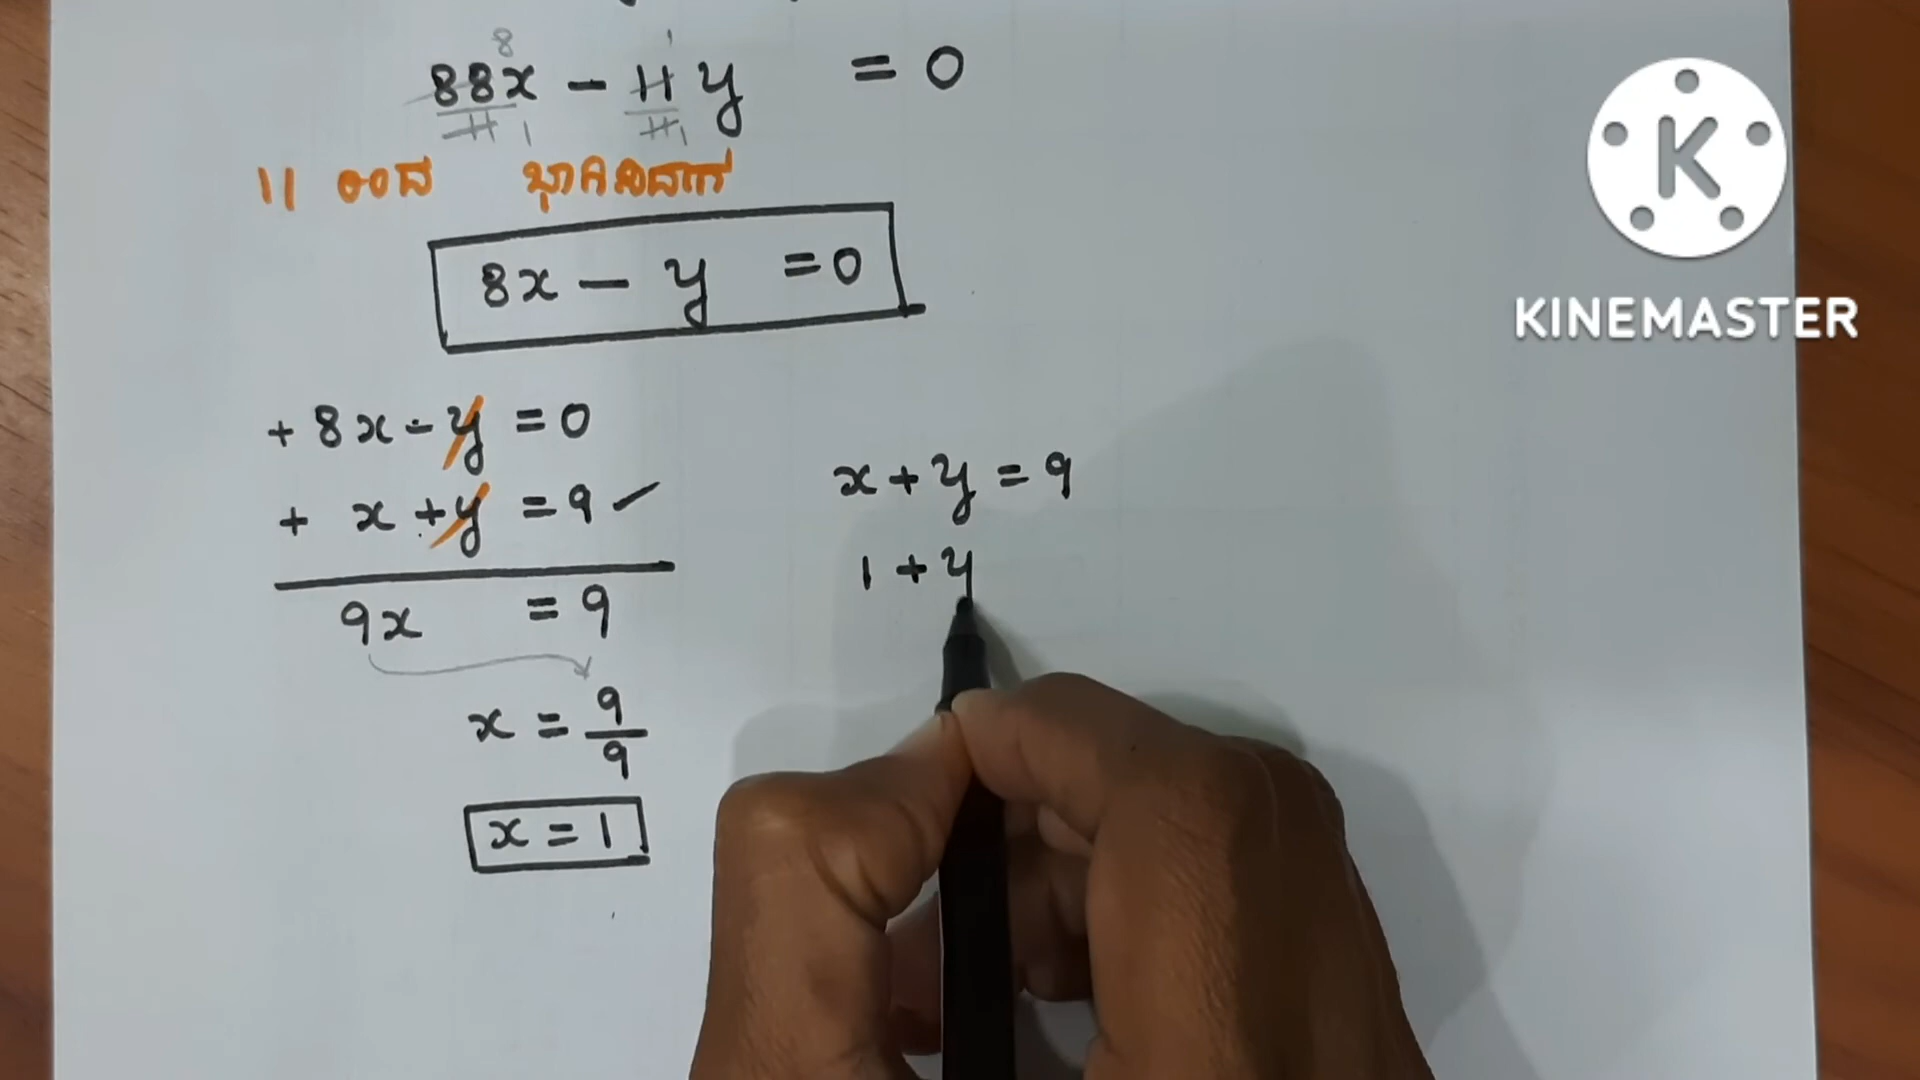 88x - 11y = 0
11 ರಿಂದ ಭಾಗಿಸಿದಾಗ
8x - y = 0
+ 8x - y = 0
+ x + y = 9
9x = 9
x = 9/9
x = 1
x + y = 9
1 + y
KINEMASTER